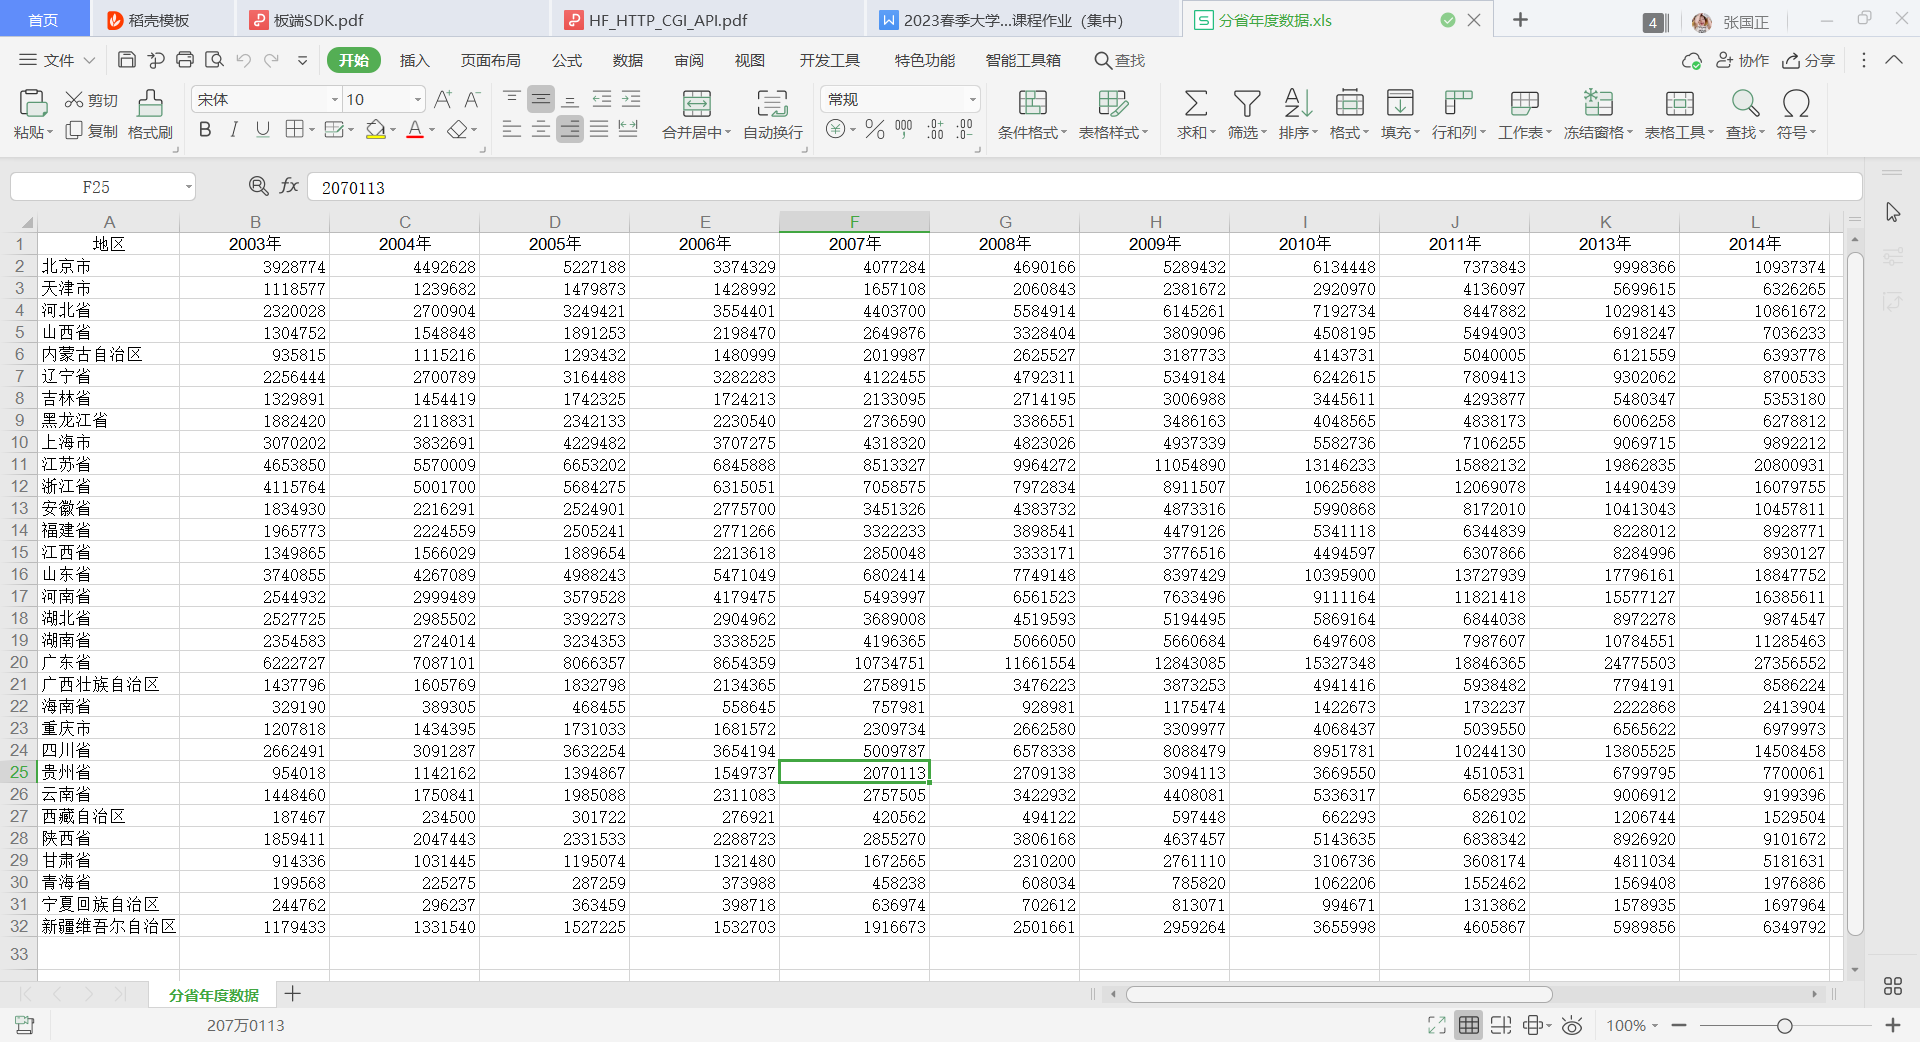 首页 稻壳模板 板端SDK.pdf HF_HTTP_CGI_API.pdf 2023春季大学...课程作业（集中） 分省年度数据.xls 4 张国正
文件 开始 插入 页面布局 公式 数据 审阅 视图 开发工具 特色功能 智能工具箱 查找 协作 分享
粘贴 剪切 复制 格式刷 宋体 10 合并居中 自动换行 常规 条件格式 表格样式 求和 筛选 排序 格式 填充 行和列 工作表 冻结窗格 表格工具 查找 符号
F25 fx 2070113
A B C D E F G H I J K L
1 地区 2003年 2004年 2005年 2006年 2007年 2008年 2009年 2010年 2011年 2013年 2014年
2 北京市 3928774 4492628 5227188 3374329 4077284 4690166 5289432 6134448 7373843 9998366 10937374
3 天津市 1118577 1239682 1479873 1428992 1657108 2060843 2381672 2920970 4136097 5699615 6326265
4 河北省 2320028 2700904 3249421 3554401 4403700 5584914 6145261 7192734 8447882 10298143 10861672
5 山西省 1304752 1548848 1891253 2198470 2649876 3328404 3809096 4508195 5494903 6918247 7036233
6 内蒙古自治区 935815 1115216 1293432 1480999 2019987 2625527 3187733 4143731 5040005 6121559 6393778
7 辽宁省 2256444 2700789 3164488 3282283 4122455 4792311 5349184 6242615 7809413 9302062 8700533
8 吉林省 1329891 1454419 1742325 1724213 2133095 2714195 3006988 3445611 4293877 5480347 5353180
9 黑龙江省 1882420 2118831 2342133 2230540 2736590 3386551 3486163 4048565 4838173 6006258 6278812
10 上海市 3070202 3832691 4229482 3707275 4318320 4823026 4937339 5582736 7106255 9069715 9892212
11 江苏省 4653850 5570009 6653202 6845888 8513327 9964272 11054890 13146233 15882132 19862835 20800931
12 浙江省 4115764 5001700 5684275 6315051 7058575 7972834 8911507 10625688 12069078 14490439 16079755
13 安徽省 1834930 2216291 2524901 2775700 3451326 4383732 4873316 5990868 8172010 10413043 10457811
14 福建省 1965773 2224559 2505241 2771266 3322233 3898541 4479126 5341118 6344839 8228012 8928771
15 江西省 1349865 1566029 1889654 2213618 2850048 3333171 3776516 4494597 6307866 8284996 8930127
16 山东省 3740855 4267089 4988243 5471049 6802414 7749148 8397429 10395900 13727939 17796161 18847752
17 河南省 2544932 2999489 3579528 4179475 5493997 6561523 7633496 9111164 11821418 15577127 16385611
18 湖北省 2527725 2985502 3392273 2904962 3689008 4519593 5194495 5869164 6844038 8972278 9874547
19 湖南省 2354583 2724014 3234353 3338525 4196365 5066050 5660684 6497608 7987607 10784551 11285463
20 广东省 6222727 7087101 8066357 8654359 10734751 11661554 12843085 15327348 18846365 24775503 27356552
21 广西壮族自治区 1437796 1605769 1832798 2134365 2758915 3476223 3873253 4941416 5938482 7794191 8586224
22 海南省 329190 389305 468455 558645 757981 928981 1175474 1422673 1732237 2222868 2413904
23 重庆市 1207818 1434395 1731033 1681572 2309734 2662580 3309977 4068437 5039550 6565622 6979973
24 四川省 2662491 3091287 3632254 3654194 5009787 6578338 8088479 8951781 10244130 13805525 14508458
25 贵州省 954018 1142162 1394867 1549737 2070113 2709138 3094113 3669550 4510531 6799795 7700061
26 云南省 1448460 1750841 1985088 2311083 2757505 3422932 4408081 5336317 6582935 9006912 9199396
27 西藏自治区 187467 234500 301722 276921 420562 494122 597448 662293 826102 1206744 1529504
28 陕西省 1859411 2047443 2331533 2288723 2855270 3806168 4637457 5143635 6838342 8926920 9101672
29 甘肃省 914336 1031445 1195074 1321480 1672565 2310200 2761110 3106736 3608174 4811034 5181631
30 青海省 199568 225275 287259 373988 458238 608034 785820 1062206 1552462 1569408 1976886
31 宁夏回族自治区 244762 296237 363459 398718 636974 702612 813071 994671 1313862 1578935 1697964
32 新疆维吾尔自治区 1179433 1331540 1527225 1532703 1916673 2501661 2959264 3655998 4605867 5989856 6349792
33
分省年度数据
207万0113 100%